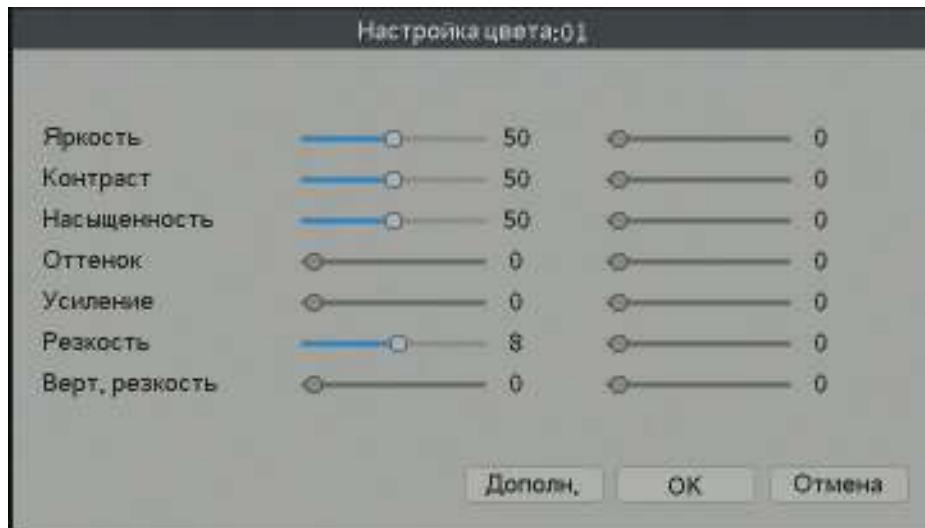 Настройка цвета:01
Яркость 50 0
Контраст 50 0
Насыщенность 50 0
Оттенок 0 0
Усиление 0 0
Резкость 8 0
Верт. резкость 0 0
Дополн. OK Отмена